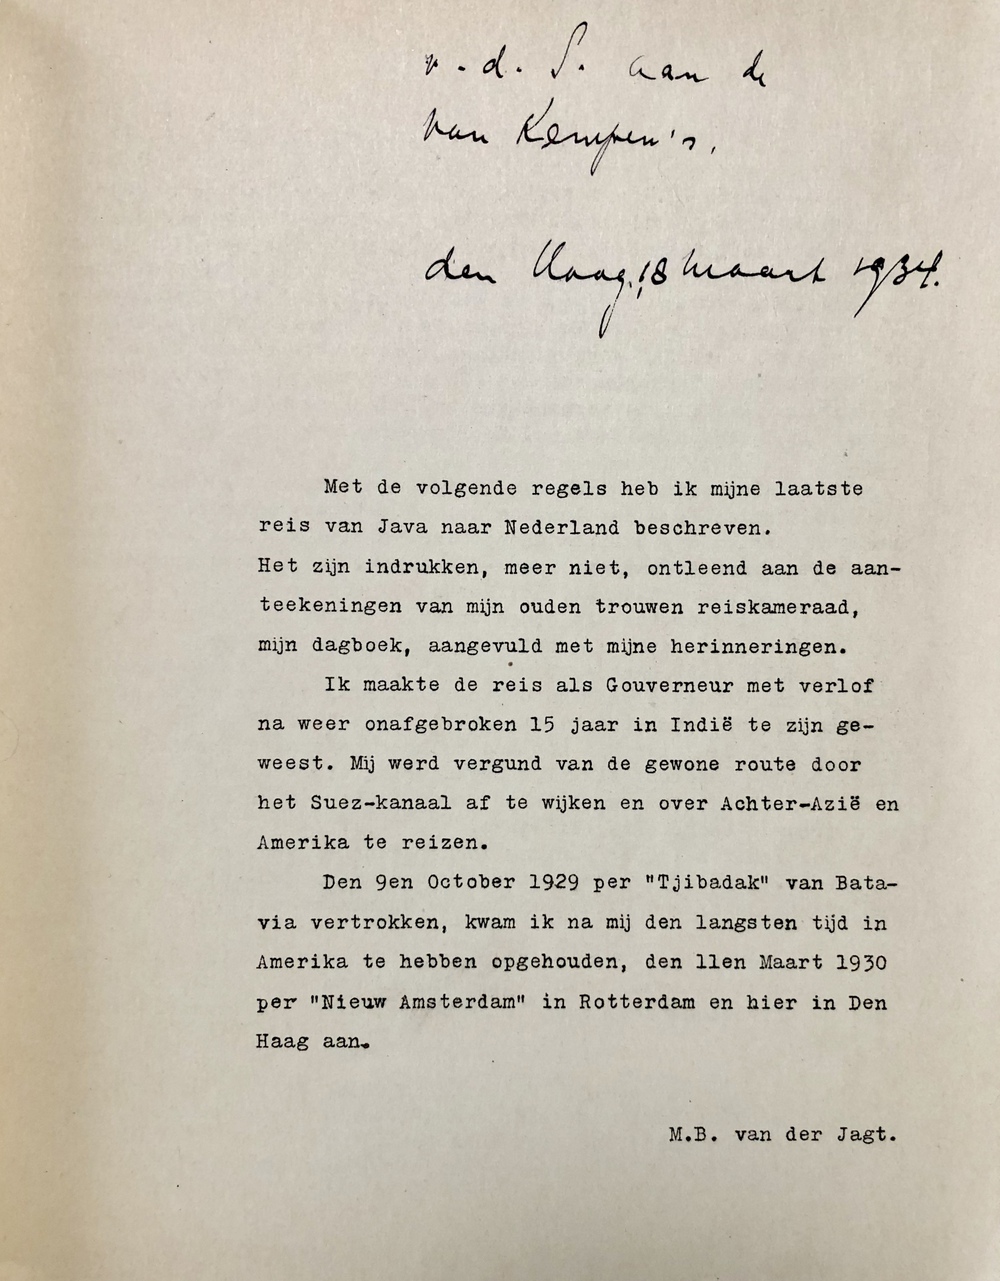 v.d.S. aan de
van Kempen's.
den Haag, 18 Maart 1934.
Met de volgende regels heb ik mijne laatste
reis van Java naar Nederland beschreven.
Het zijn indrukken, meer niet, ontleend aan de aan-
teekeningen van mijn ouden trouwen reiskameraad,
mijn dagboek, aangevuld met mijne herinneringen.
Ik maakte de reis als Gouverneur met verlof
na weer onafgebroken 15 jaar in Indië te zijn ge-
weest. Mij werd vergund van de gewone route door
het Suez-kanaal af te wijken en over Achter-Azië en
Amerika te reizen.
Den 9en October 1929 per "Tjibadak" van Bata-
via vertrokken, kwam ik na mij den langsten tijd in
Amerika te hebben opgehouden, den 11en Maart 1930
per "Nieuw Amsterdam" in Rotterdam en hier in Den
Haag aan.
M.B. van der Jagt.